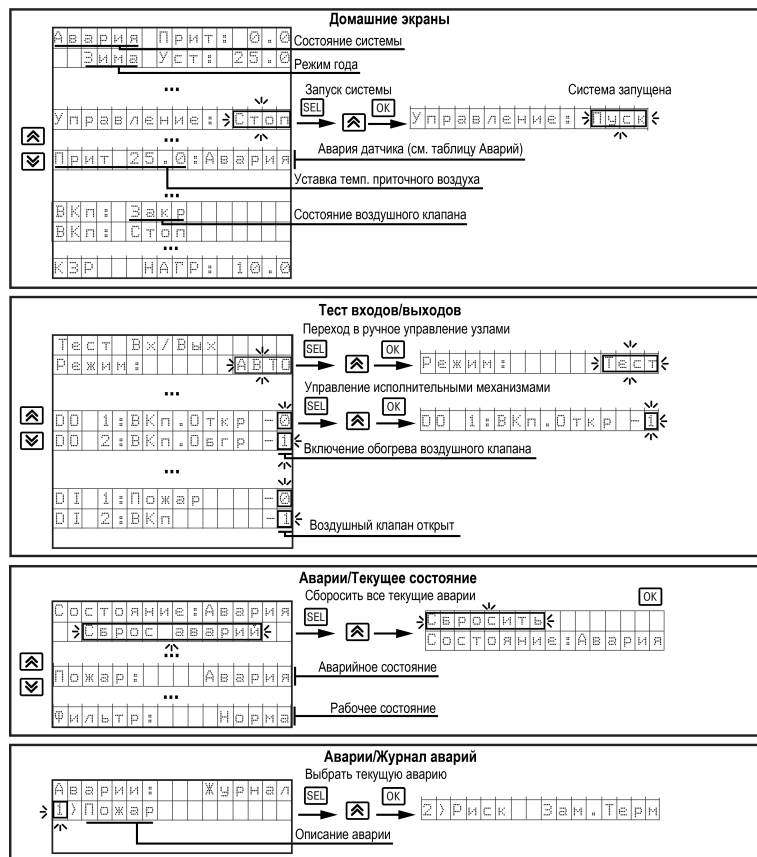 Домашние экраны
Авария Прит: 0.0
Состояние системы
Зима Уст: 25.0
Режим года
...
Запуск системы
Система запущена
Управление: Стоп
SEL
OK
Управление: Пуск
Прит 25.0:Авария
Авария датчика (см. таблицу Аварий)
Уставка темп. приточного воздуха
...
ВКп: Закр
Состояние воздушного клапана
ВКп: Стоп
...
КЗР НАГР: 10.0
Тест входов/выходов
Переход в ручное управление узлами
Тест Вх/Вых
Режим: АВТО
SEL
OK
Режим: Тест
...
Управление исполнительными механизмами
SEL
OK
DO 1:ВКп.Откр -0
DO 1:ВКп.Откр -1
DO 2:ВКп.Обгр -1
Включение обогрева воздушного клапана
...
DI 1:Пожар -0
DI 2:ВКп -1
Воздушный клапан открыт
Аварии/Текущее состояние
Сборосить все текущие аварии
Состояние:Авария
Сброс аварий
SEL
OK
Сбросить
Состояние:Авария
...
Пожар: Авария
Аварийное состояние
...
Рабочее состояние
Фильтр: Норма
Аварии/Журнал аварий
Выбрать текущую аварию
Аварии: Журнал
1)Пожар
SEL
OK
2)Риск Зам.Терм
Описание аварии